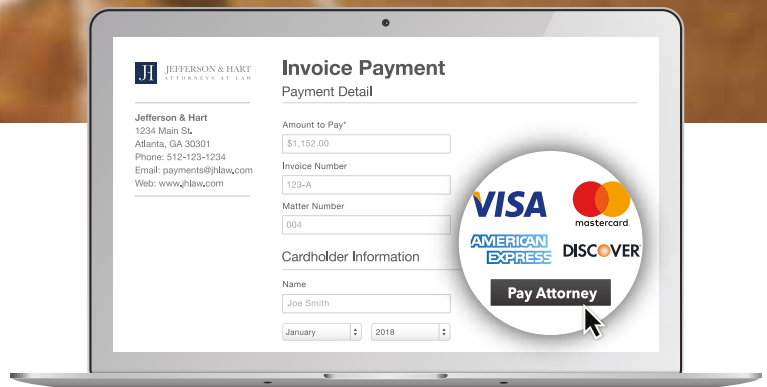 JH
JEFFERSON & HART
ATTORNEYS AT LAW
Jefferson & Hart
1234 Main St.
Atlanta, GA 30301
Phone: 512-123-1234
Email: payments@jhlaw.com
Web: www.jhlaw.com
Invoice Payment
Payment Detail
Amount to Pay*
$1,152.00
Invoice Number
123-A
Matter Number
004
Cardholder Information
Name
Joe Smith
January
2018
VISA
mastercard.
AMERICAN
EXPRESS
DISCOVER
Pay Attorney